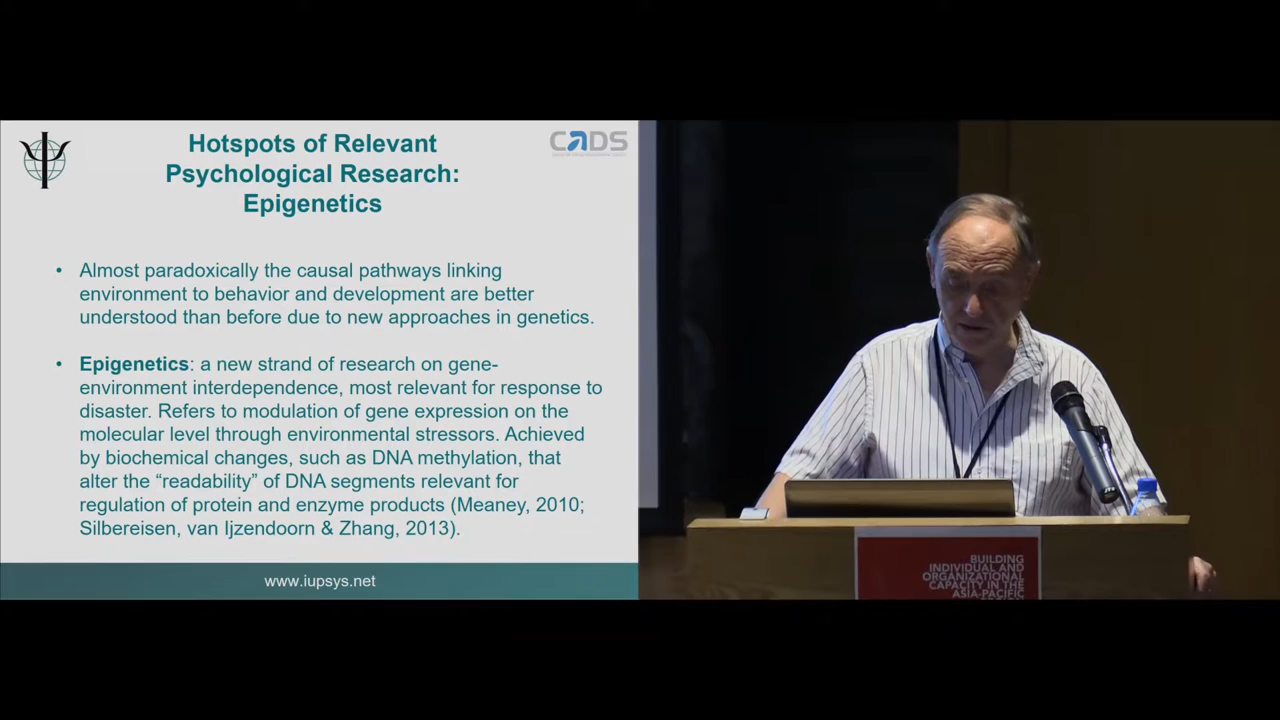 Hotspots of Relevant
Psychological Research:
Epigenetics
CADS
• Almost paradoxically the causal pathways linking
environment to behavior and development are better
understood than before due to new approaches in genetics.
• Epigenetics: a new strand of research on gene-
environment interdependence, most relevant for response to
disaster. Refers to modulation of gene expression on the
molecular level through environmental stressors. Achieved
by biochemical changes, such as DNA methylation, that
alter the “readability” of DNA segments relevant for
regulation of protein and enzyme products (Meaney, 2010;
Silbereisen, van Ijzendoorn & Zhang, 2013).
www.iupsys.net
BUILDING
INDIVIDUAL AND
ORGANIZATIONAL
CAPACITY IN THE
ASIA-PACIFIC